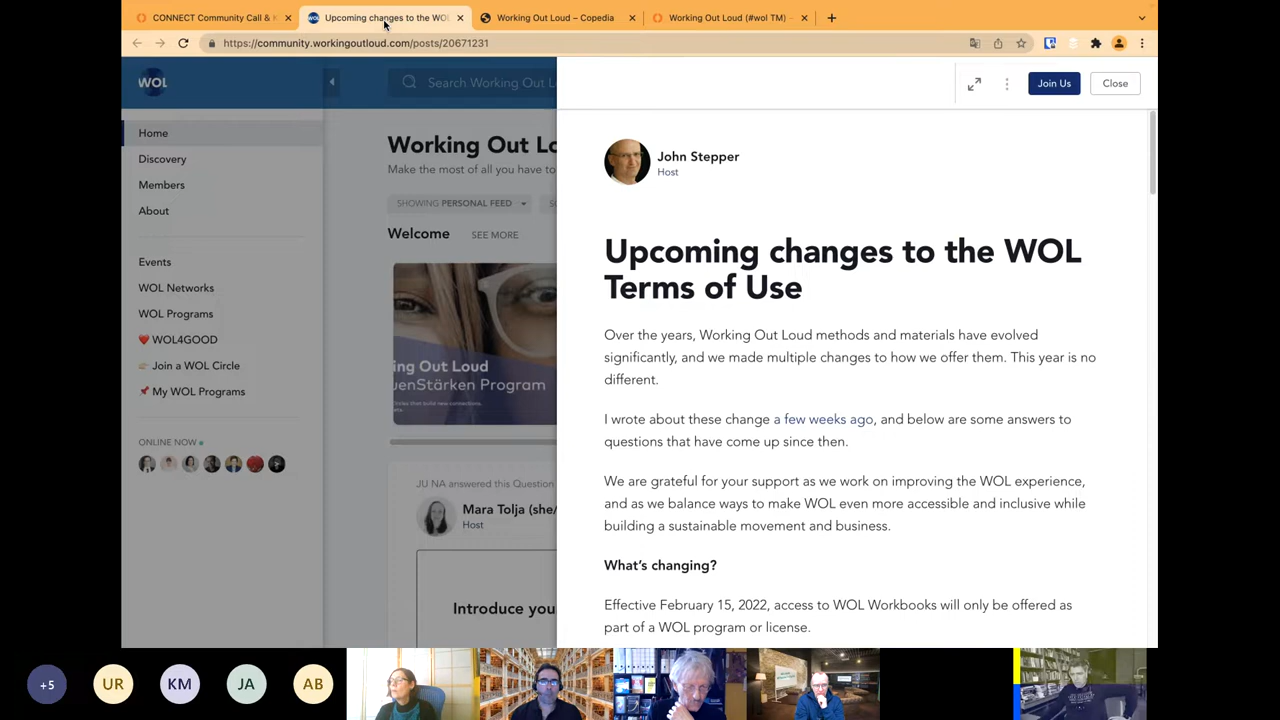 CONNECT Community Call &
Upcoming changes to the WOL
Working Out Loud – Copedia
Working Out Loud (#wol TM) –
https://community.workingoutloud.com/posts/20671231
WOL
Search Working Out Lo
Join Us
Close
Home
Discovery
Members
About
Events
WOL Networks
WOL Programs
❤️ WOL4GOOD
👉🏻 Join a WOL Circle
📌 My WOL Programs
ONLINE NOW
Working Out Lo
Make the most of all you have to
SHOWING PERSONAL FEED
Welcome SEE MORE
ing Out Loud
uenStärken Program
JU NA answered this Question
Mara Tolja (she/
Host
Introduce you
John Stepper
Host
Upcoming changes to the WOL
Terms of Use
Over the years, Working Out Loud methods and materials have evolved
significantly, and we made multiple changes to how we offer them. This year is no
different.
I wrote about these change a few weeks ago, and below are some answers to
questions that have come up since then.
We are grateful for your support as we work on improving the WOL experience,
and as we balance ways to make WOL even more accessible and inclusive while
building a sustainable movement and business.
What's changing?
Effective February 15, 2022, access to WOL Workbooks will only be offered as
part of a WOL program or license.
+5
UR
KM
JA
AB